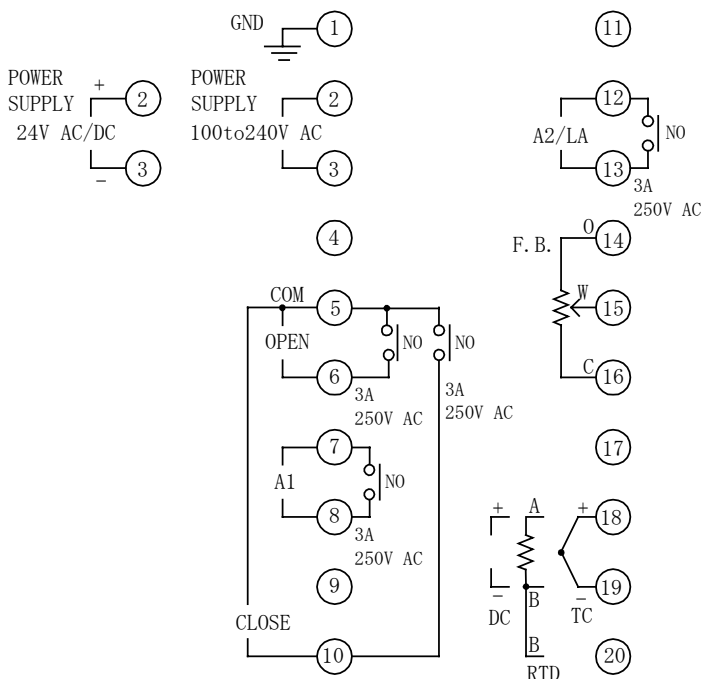 GND
1
11
POWER
SUPPLY
24V AC/DC
+
2
3
−
POWER
SUPPLY
100to240V AC
2
3
12
13
A2/LA
NO
3A
250V AC
4
F.B.
O
14
W
15
C
16
COM
5
OPEN
6
NO
3A
250V AC
NO
3A
250V AC
7
A1
8
NO
3A
250V AC
17
9
CLOSE
10
+
−
DC
A
B
B
RTD
+
−
TC
18
19
20